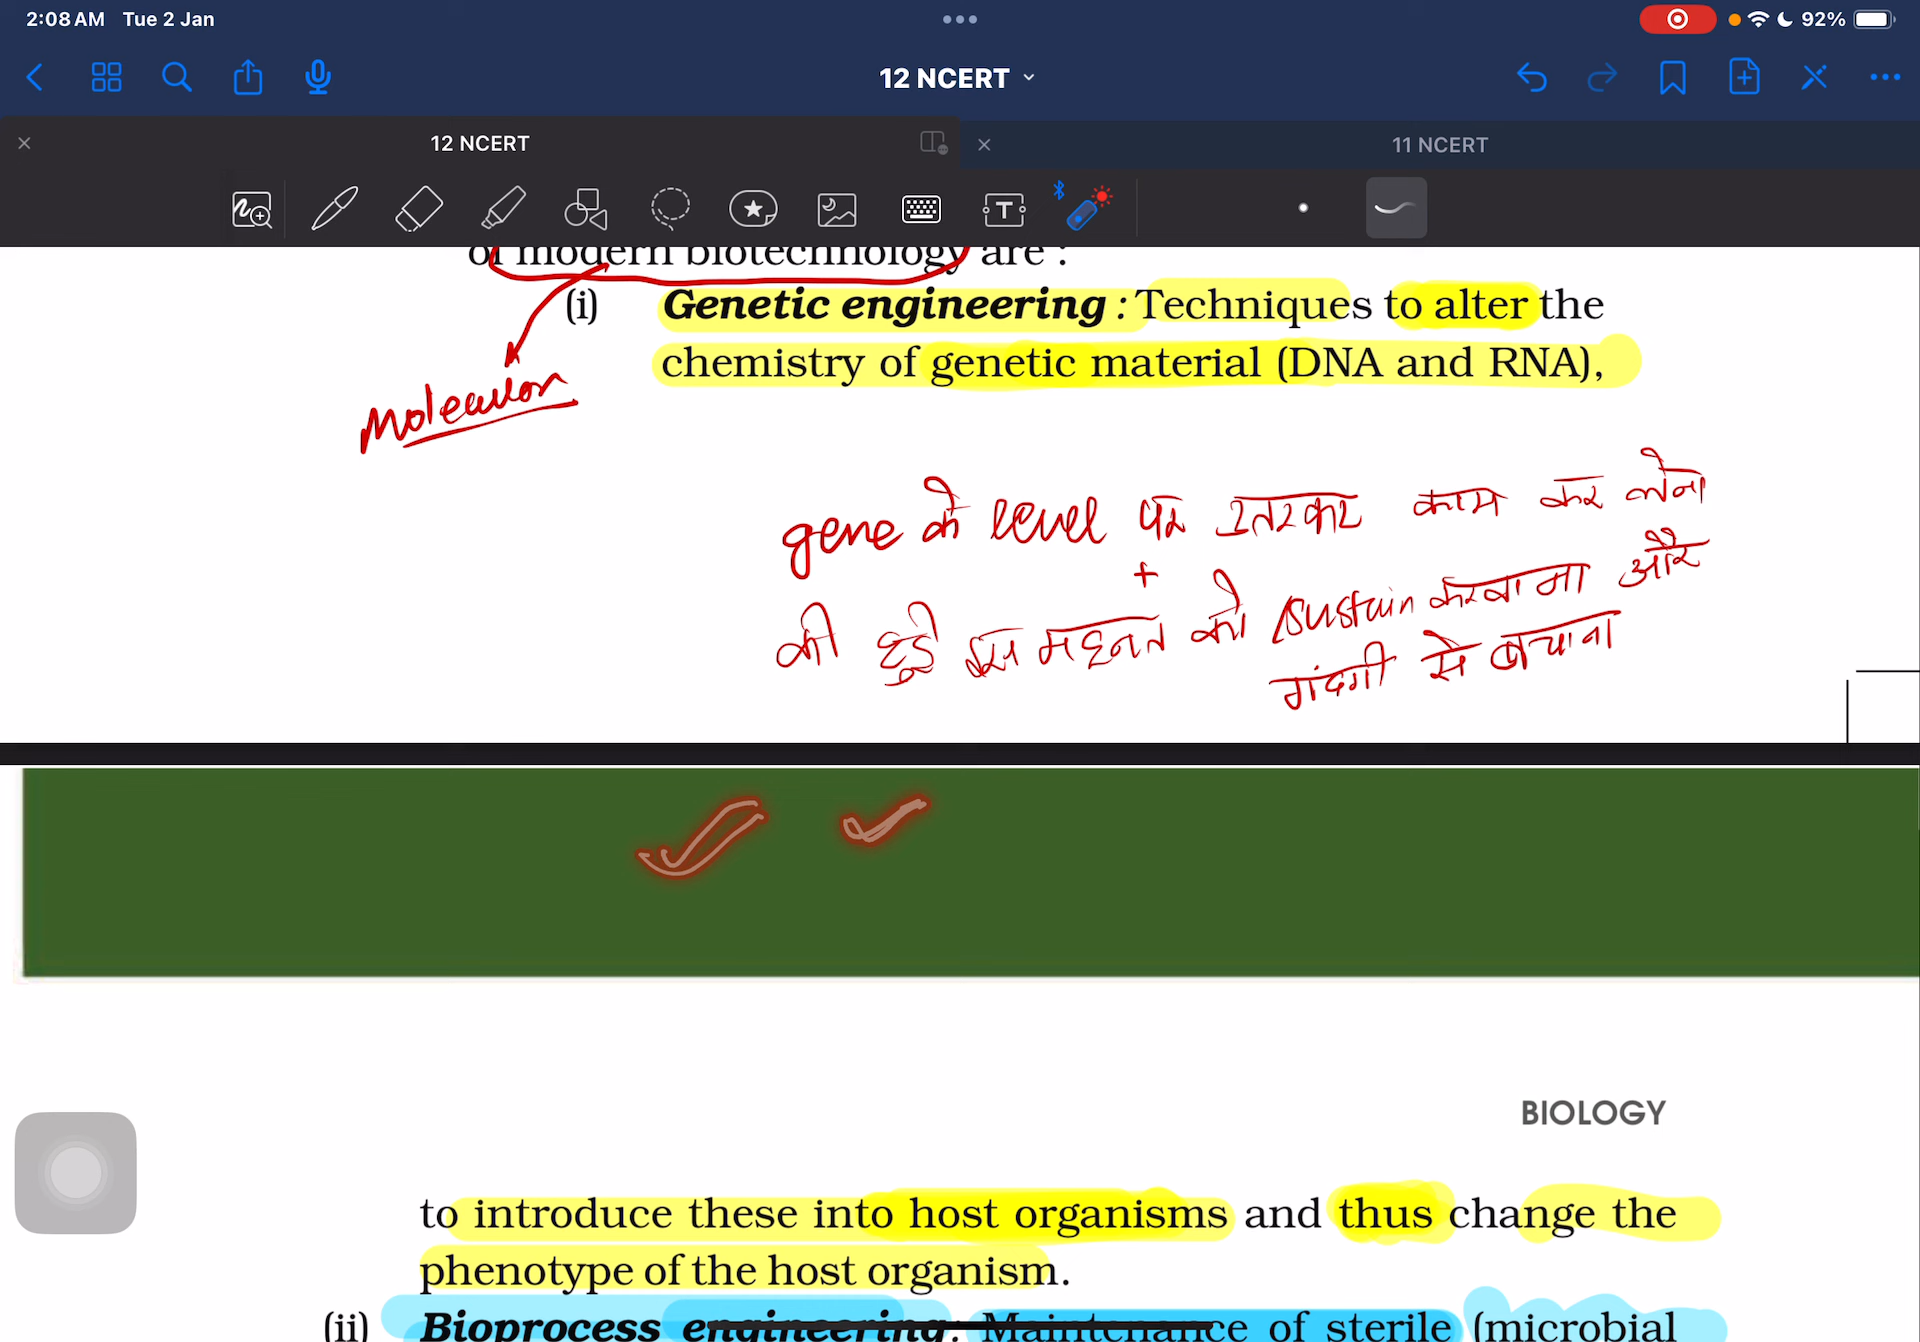 2:08 AM Tue 2 Jan
92%
12 NCERT
12 NCERT
11 NCERT
of modern biotechnology are :
(i) Genetic engineering : Techniques to alter the
chemistry of genetic material (DNA and RNA),
gene के level पर उतरकर काम कर लेना
+
की हुई इस महनत को sustain करवाना और
गंदगी से बचाना
BIOLOGY
to introduce these into host organisms and thus change the
phenotype of the host organism.
(ii) Bioprocess engineering: Maintenance of sterile (microbial